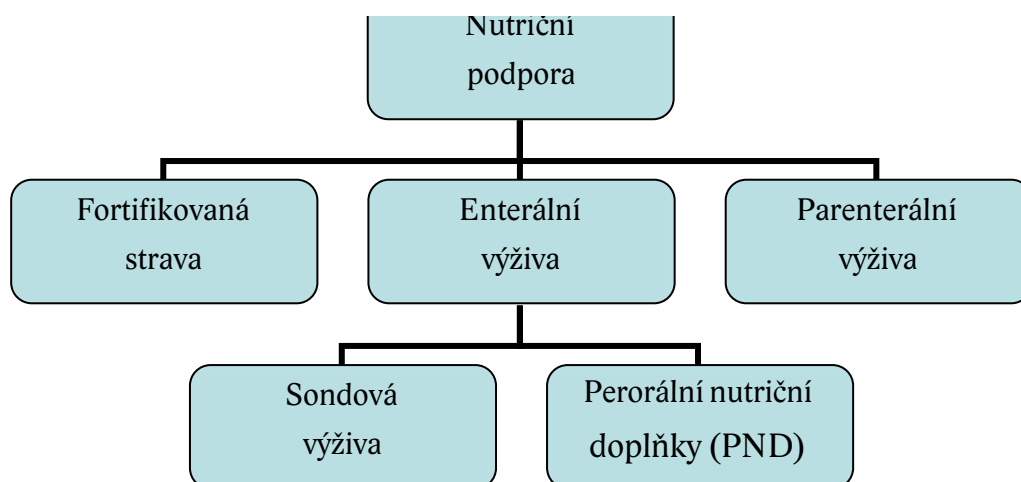 Nutriční
podpora
Fortifikovaná
strava
Enterální
výživa
Parenterální
výživa
Sondová
výživa
Perorální nutriční
doplňky (PND)